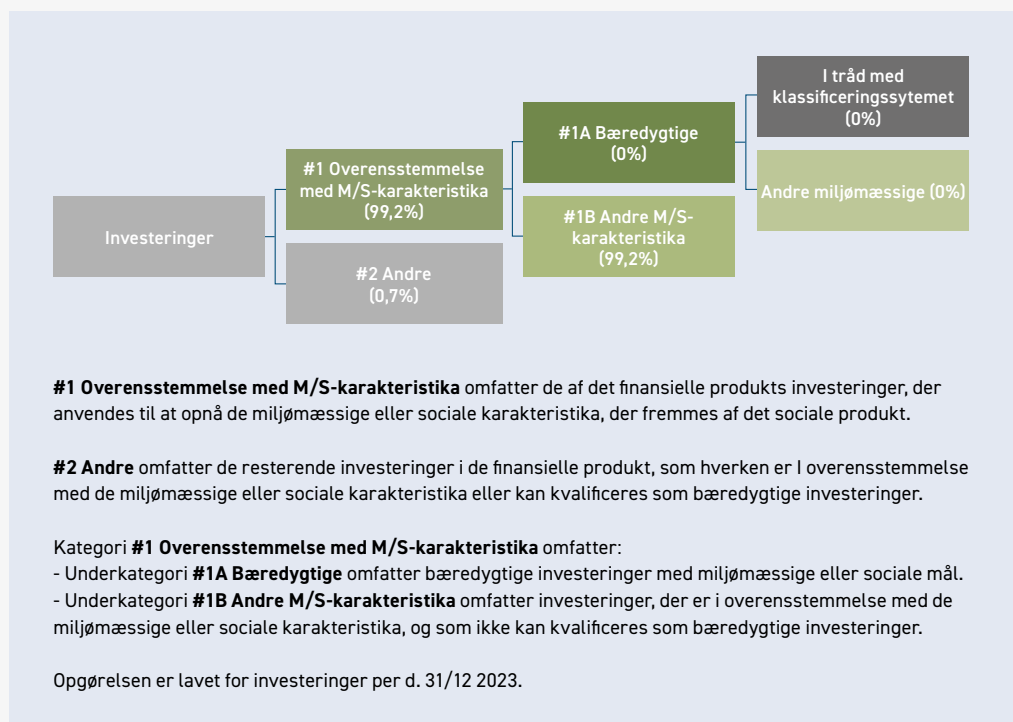 Investeringer
#1 Overensstemmelse
med M/S-karakteristika
(99,2%)
#2 Andre
(0,7%)
#1A Bæredygtige
(0%)
#1B Andre M/S-
karakteristika
(99,2%)
I tråd med
klassificeringssytemet
(0%)
Andre miljømæssige (0%)
#1 Overensstemmelse med M/S-karakteristika omfatter de af det finansielle produkts investeringer, der
anvendes til at opnå de miljømæssige eller sociale karakteristika, der fremmes af det sociale produkt.
#2 Andre omfatter de resterende investeringer i de finansielle produkt, som hverken er I overensstemmelse
med de miljømæssige eller sociale karakteristika eller kan kvalificeres som bæredygtige investeringer.
Kategori #1 Overensstemmelse med M/S-karakteristika omfatter:
- Underkategori #1A Bæredygtige omfatter bæredygtige investeringer med miljømæssige eller sociale mål.
- Underkategori #1B Andre M/S-karakteristika omfatter investeringer, der er i overensstemmelse med de
miljømæssige eller sociale karakteristika, og som ikke kan kvalificeres som bæredygtige investeringer.
Opgørelsen er lavet for investeringer per d. 31/12 2023.